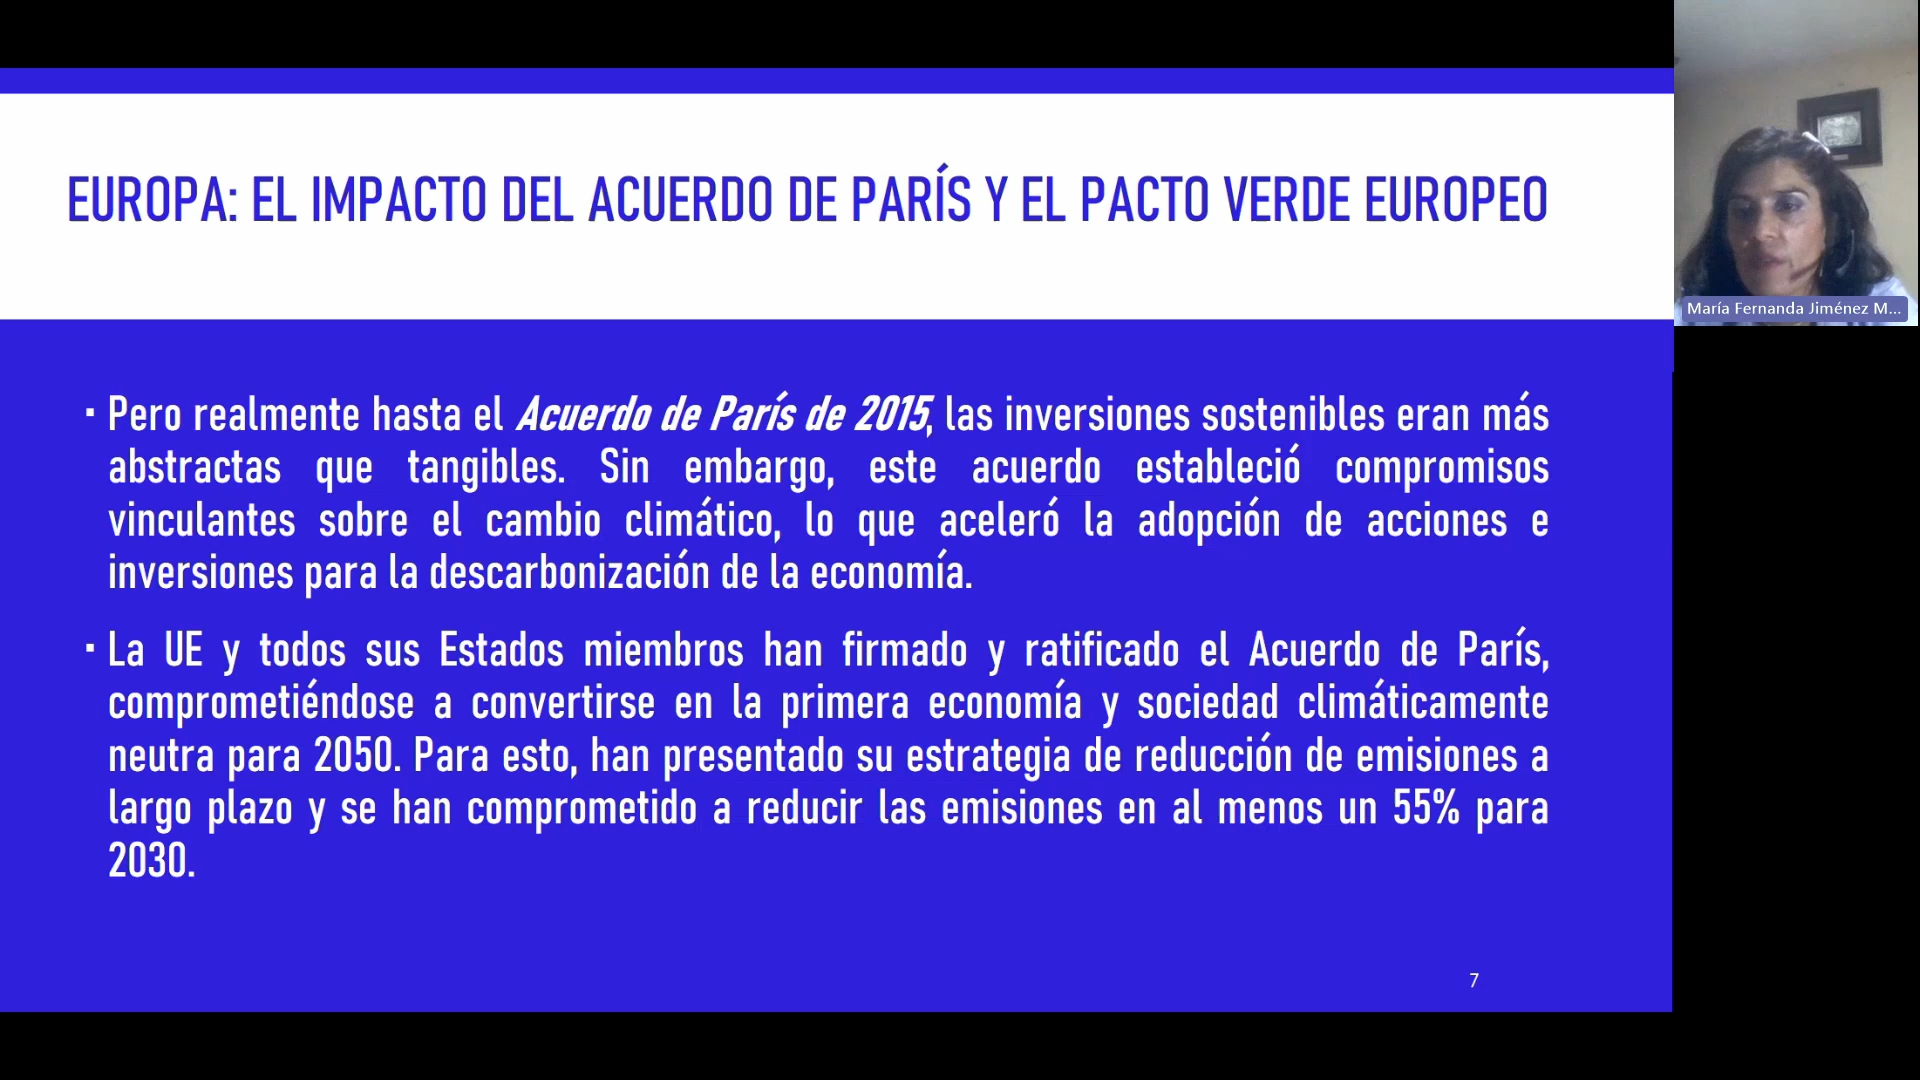 EUROPA: EL IMPACTO DEL ACUERDO DE PARÍS Y EL PACTO VERDE EUROPEO
María Fernanda Jiménez M...
▪ Pero realmente hasta el Acuerdo de París de 2015, las inversiones sostenibles eran más
abstractas que tangibles. Sin embargo, este acuerdo estableció compromisos
vinculantes sobre el cambio climático, lo que aceleró la adopción de acciones e
inversiones para la descarbonización de la economía.
▪ La UE y todos sus Estados miembros han firmado y ratificado el Acuerdo de París,
comprometiéndose a convertirse en la primera economía y sociedad climáticamente
neutra para 2050. Para esto, han presentado su estrategia de reducción de emisiones a
largo plazo y se han comprometido a reducir las emisiones en al menos un 55% para
2030.
7